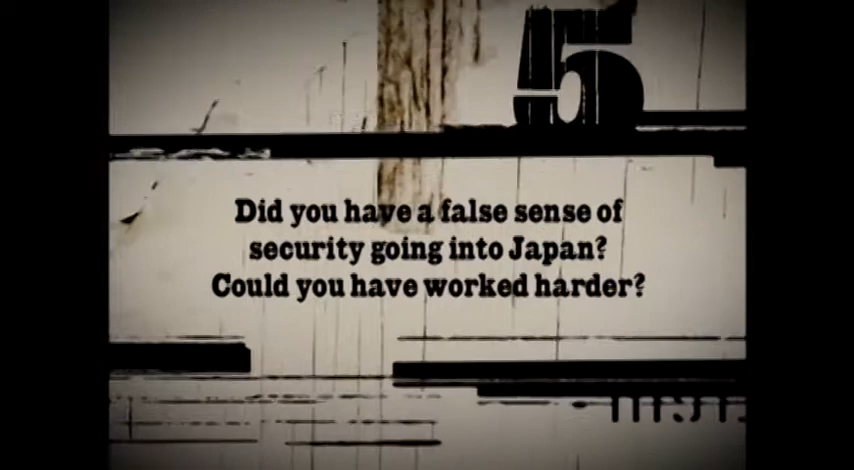 5
Did you have a false sense of
security going into Japan?
Could you have worked harder?